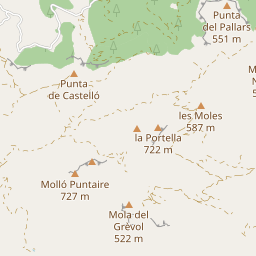 Punta
del Pallars
551 m
Punta
de Castelló
les Moles
587 m
la Portella
722 m
Molló Puntaire
727 m
Mola del
Grévol
522 m